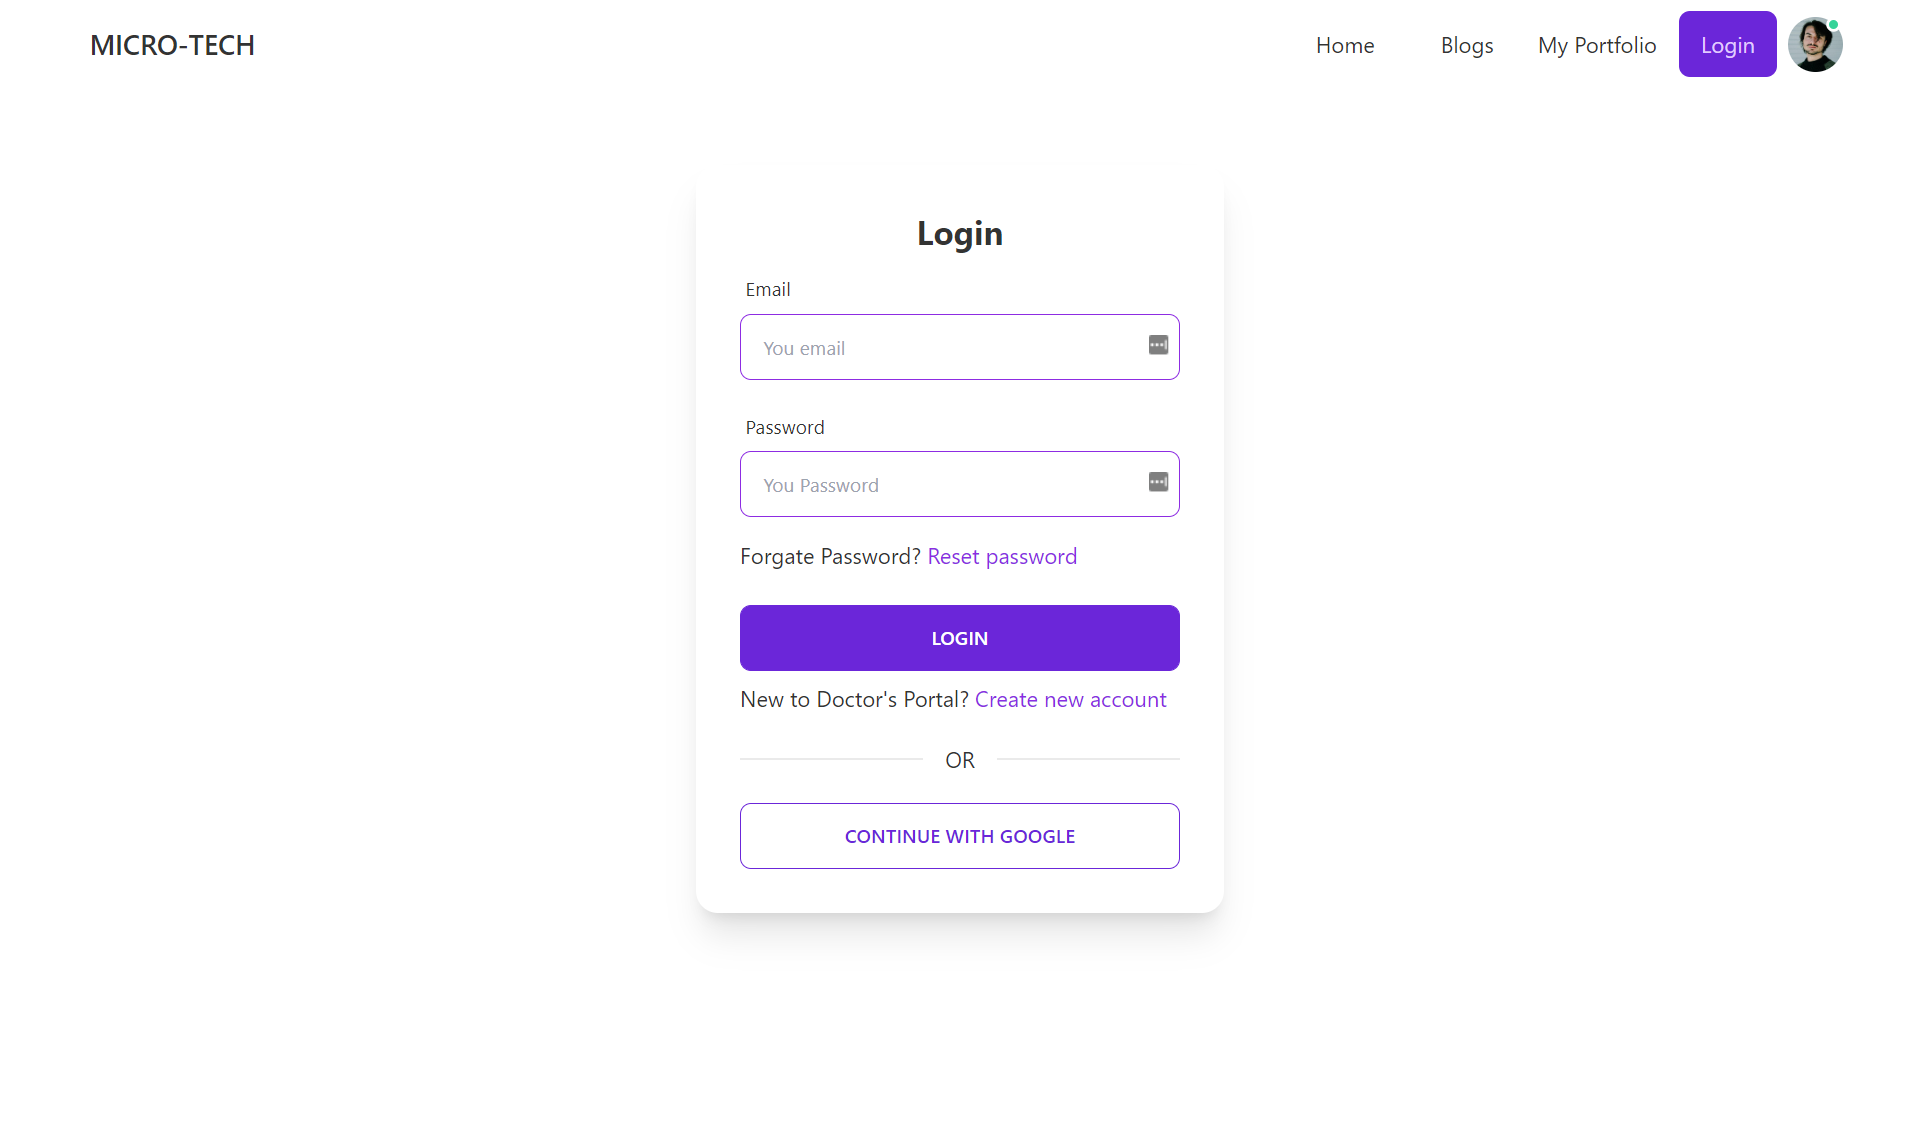 MICRO-TECH
Home Blogs My Portfolio Login
Login
Email
You email
Password
You Password
Forgate Password? Reset password
LOGIN
New to Doctor's Portal? Create new account
OR
CONTINUE WITH GOOGLE